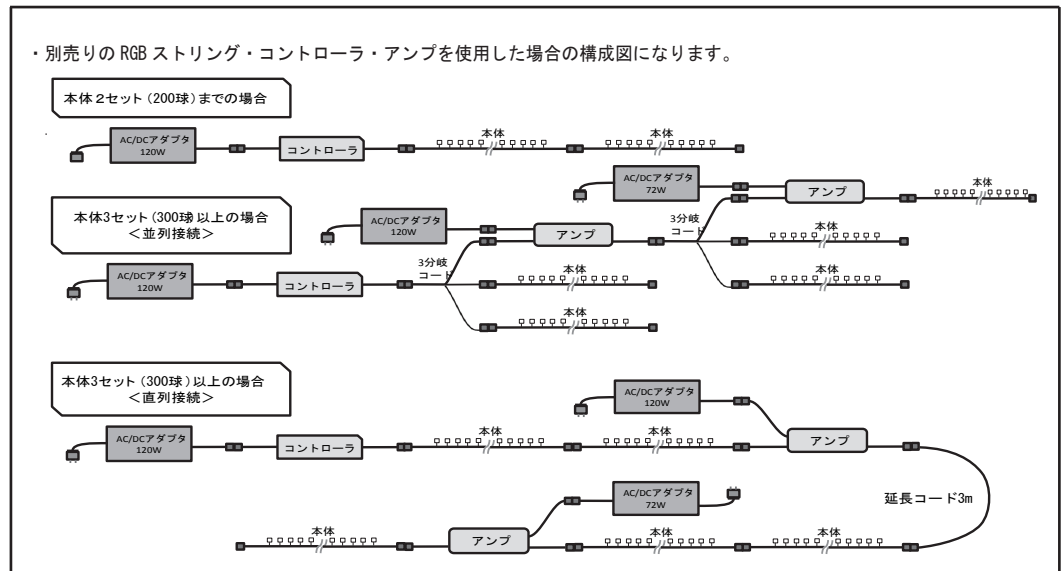 ・別売りの RGB ストリング・コントローラ・アンプを使用した場合の構成図になります。
本体２セット(200球)までの場合
AC/DCアダプタ
120W
コントローラ
本体
本体
本体3セット(300球以上の場合
＜並列接続＞
AC/DCアダプタ
72W
アンプ
本体
AC/DCアダプタ
120W
アンプ
3分岐
コード
本体
本体
AC/DCアダプタ
120W
コントローラ
3分岐
コード
本体
本体
本体3セット(300球)以上の場合
＜直列接続＞
AC/DCアダプタ
120W
AC/DCアダプタ
120W
コントローラ
本体
本体
アンプ
延長コード3m
AC/DCアダプタ
72W
本体
アンプ
本体
本体